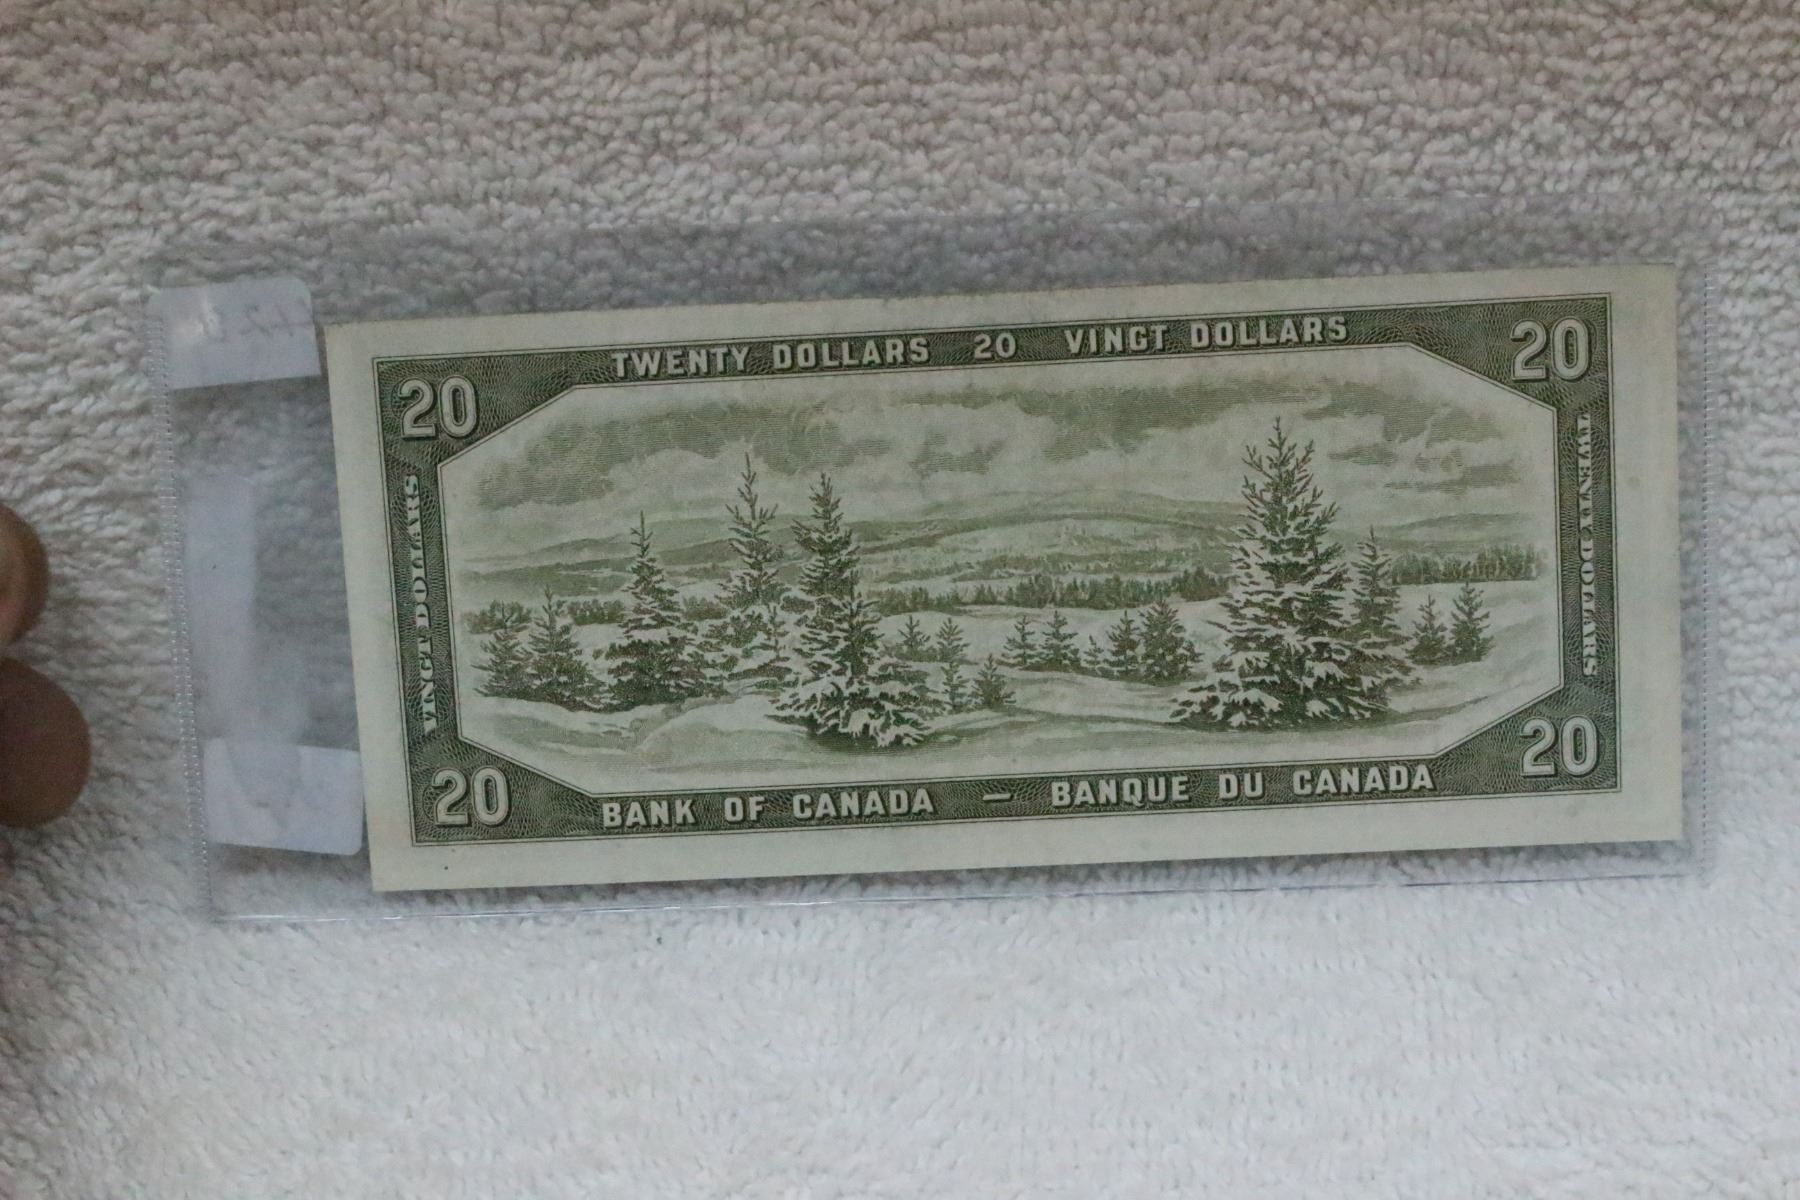 TWENTY DOLLARS 20 VINGT DOLLARS
20
20
VINGT DOLLARS
TWENTY DOLLARS
20
20
BANK OF CANADA — BANQUE DU CANADA